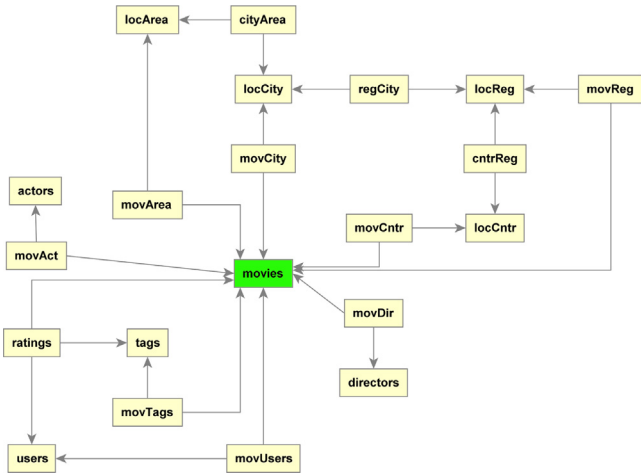 locArea
cityArea
locCity
regCity
locReg
movReg
movCity
cntrReg
actors
movArea
movCntr
locCntr
movAct
movies
movDir
ratings
tags
directors
movTags
users
movUsers